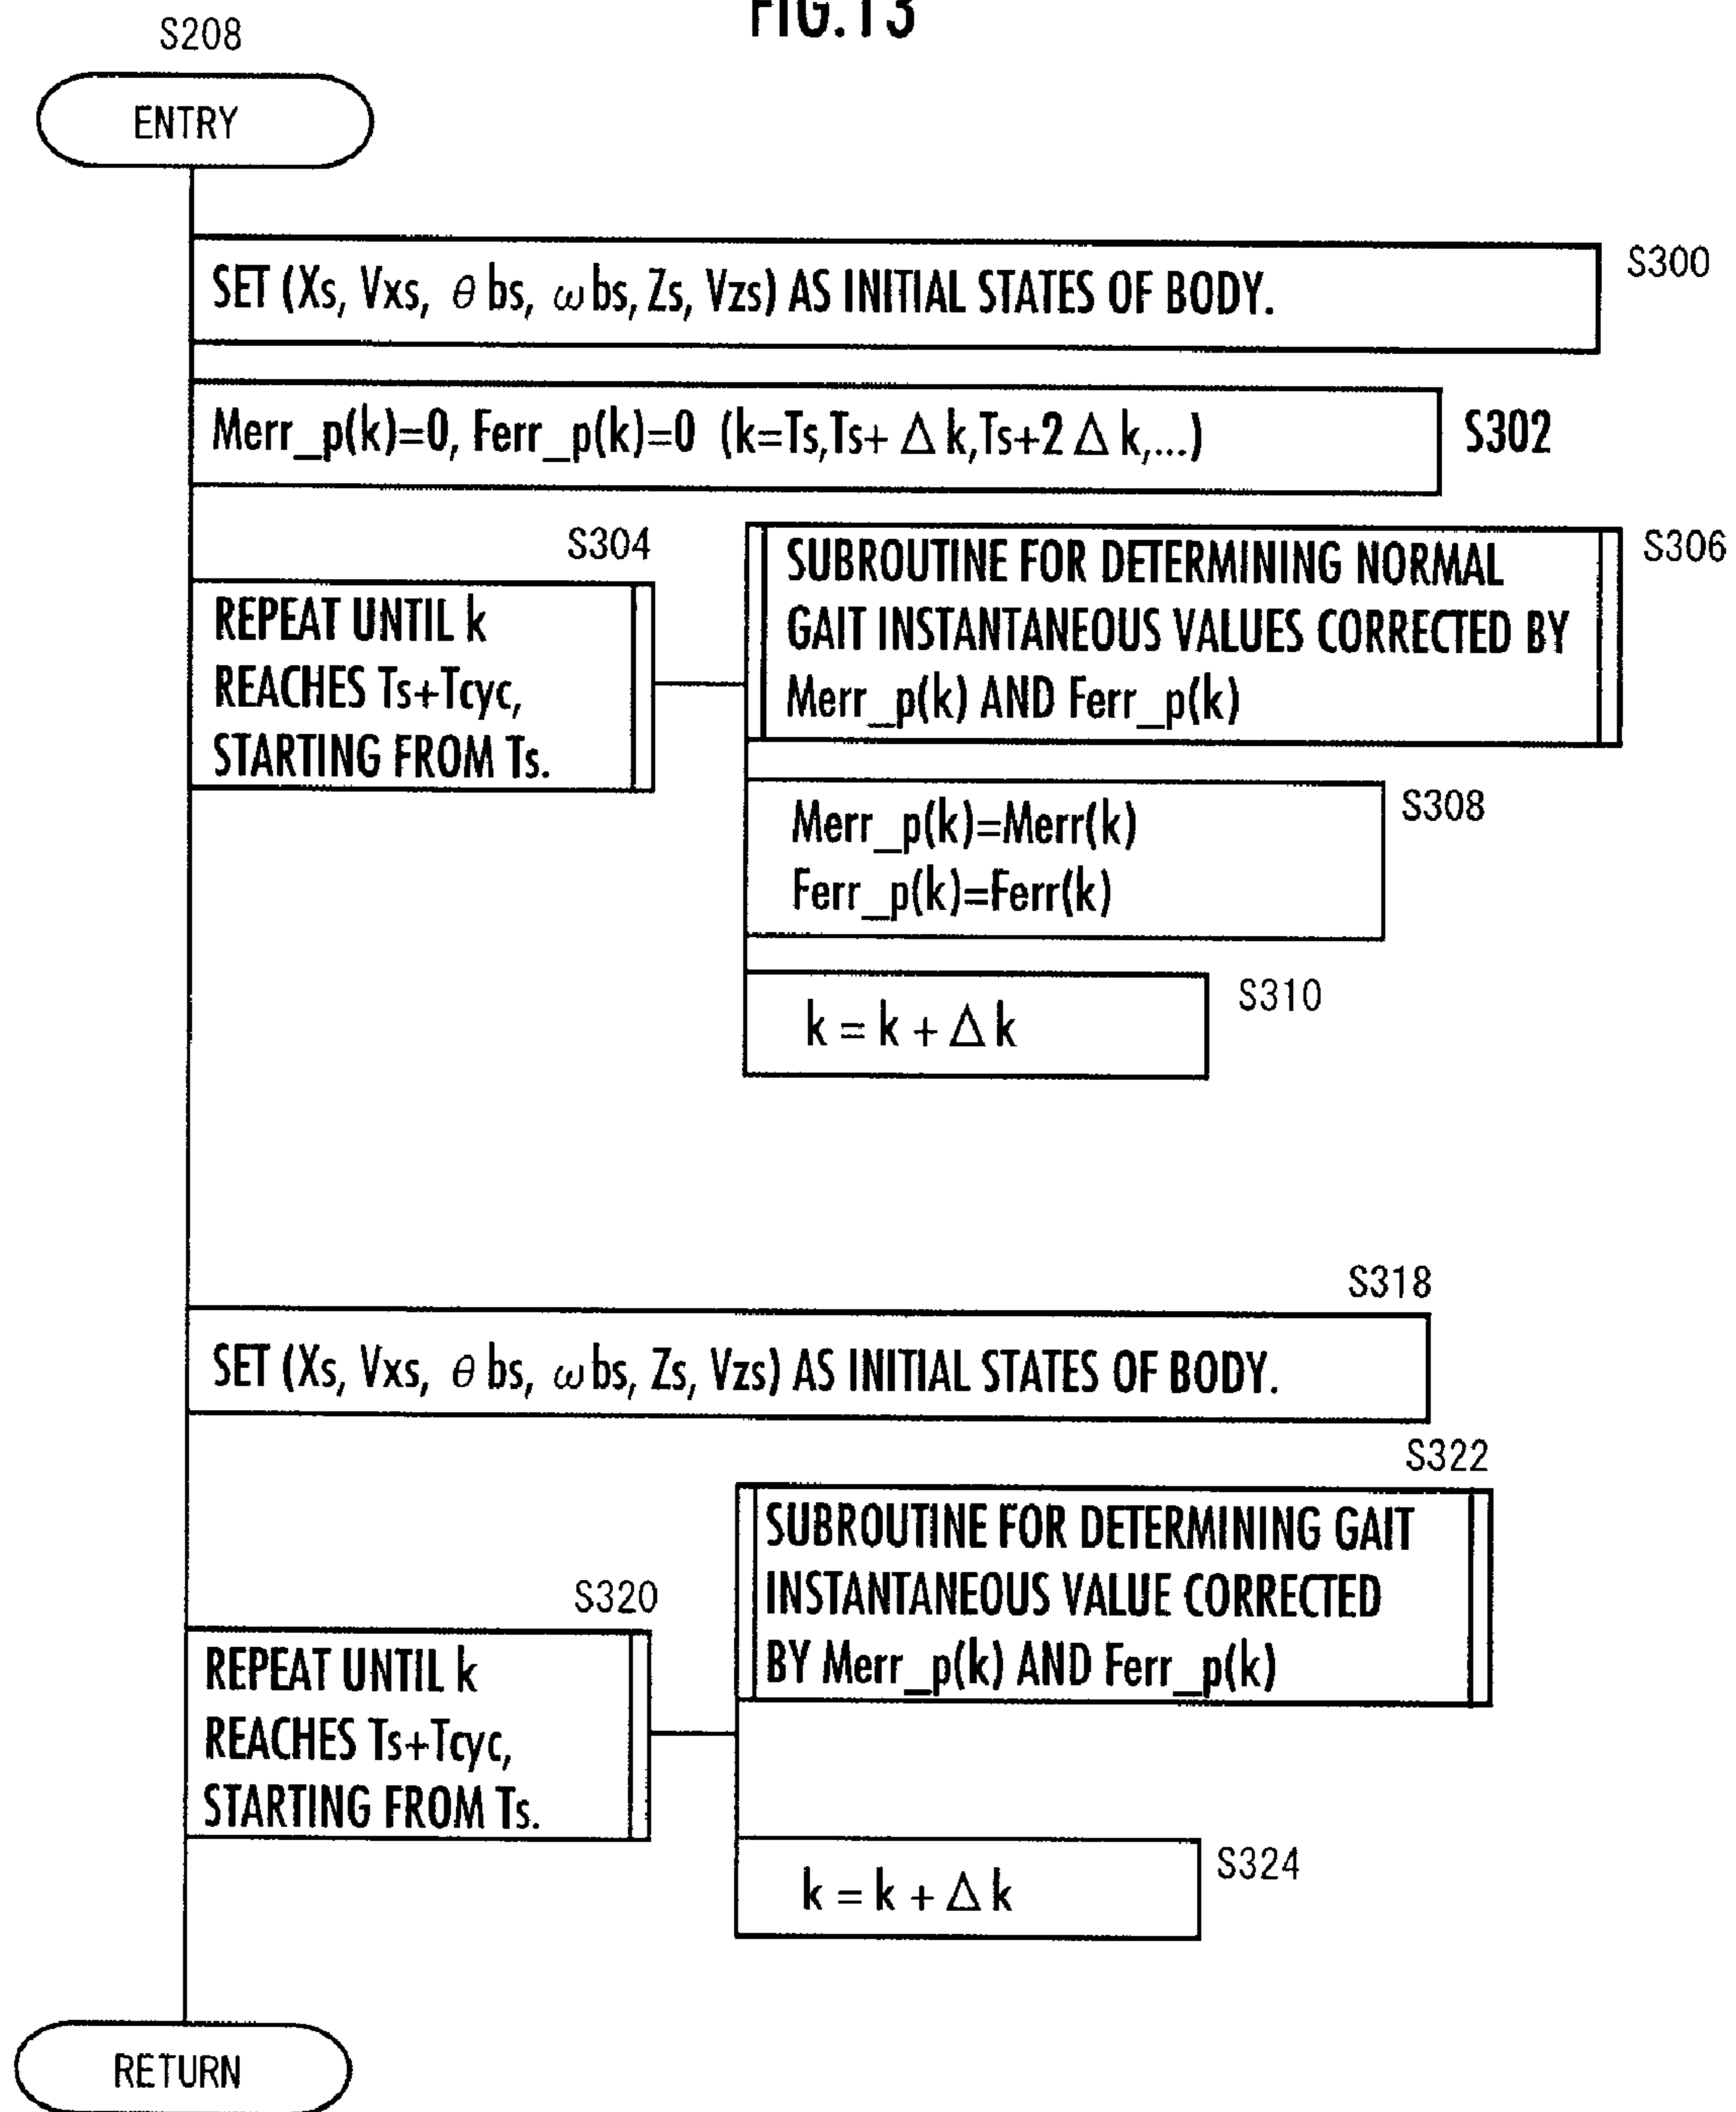 FIG.13
S208
ENTRY
S300
SET (Xs, Vxs, θbs, ωbs, Zs, Vzs) AS INITIAL STATES OF BODY.
Merr_p(k)=0, Ferr_p(k)=0 (k=Ts,Ts+Δk,Ts+2Δk,...)
S302
S304
REPEAT UNTIL k
REACHES Ts+Tcyc,
STARTING FROM Ts.
S306
SUBROUTINE FOR DETERMINING NORMAL
GAIT INSTANTANEOUS VALUES CORRECTED BY
Merr_p(k) AND Ferr_p(k)
S308
Merr_p(k)=Merr(k)
Ferr_p(k)=Ferr(k)
S310
k = k + Δk
S318
SET (Xs, Vxs, θbs, ωbs, Zs, Vzs) AS INITIAL STATES OF BODY.
S320
REPEAT UNTIL k
REACHES Ts+Tcyc,
STARTING FROM Ts.
S322
SUBROUTINE FOR DETERMINING GAIT
INSTANTANEOUS VALUE CORRECTED
BY Merr_p(k) AND Ferr_p(k)
S324
k = k + Δk
RETURN